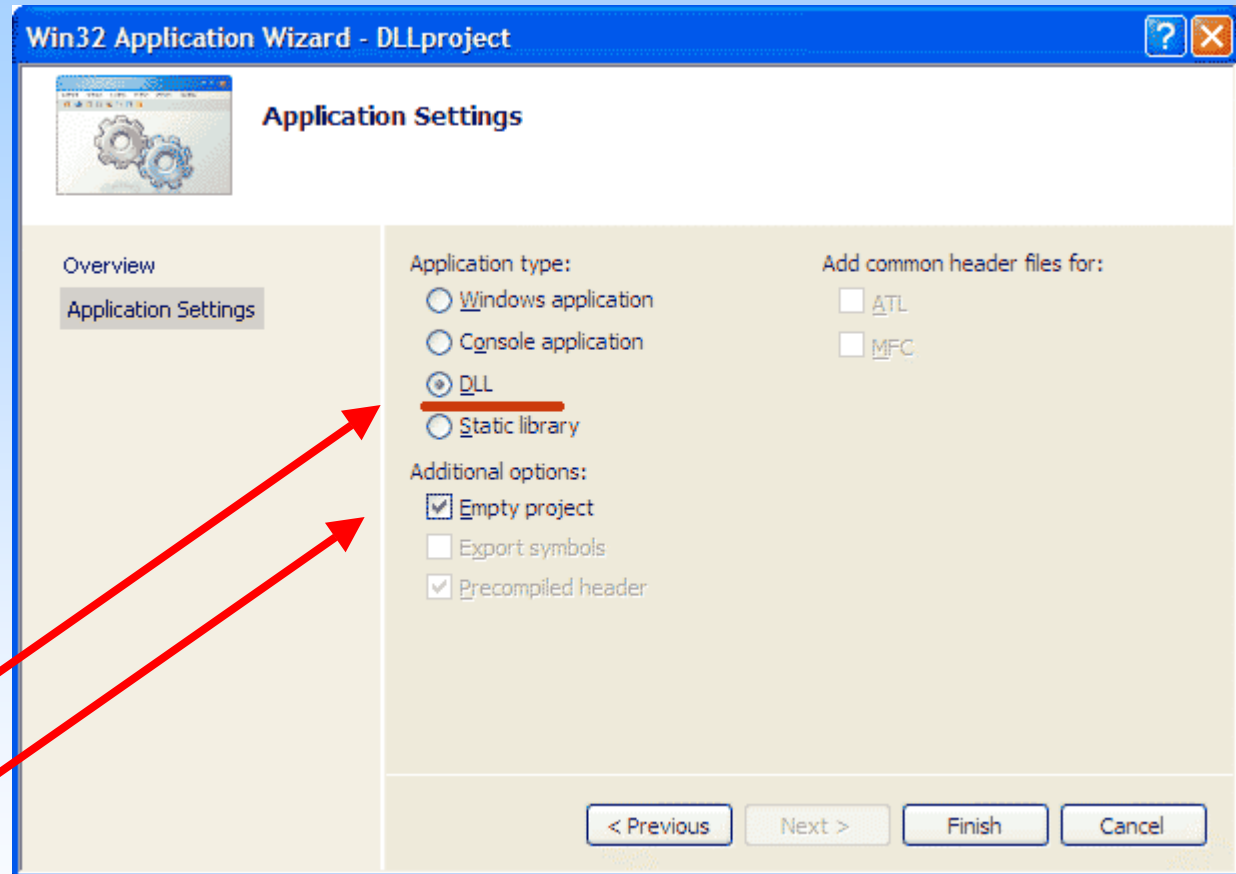 Win32 Application Wizard - DLLproject
Application Settings
Overview
Application Settings
Application type:
Windows application
Console application
DLL
Static library
Additional options:
Empty project
Export symbols
Precompiled header
Add common header files for:
ATL
MFC
< Previous
Next >
Finish
Cancel